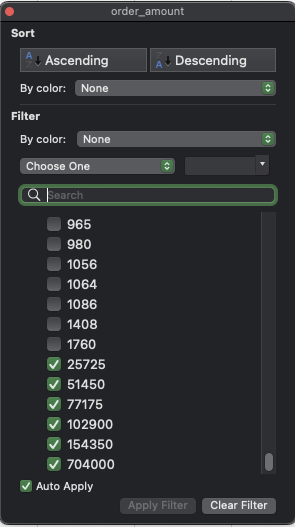 order_amount
Sort
A Z Ascending
Z A Descending
By color: None
Filter
By color: None
Choose One
Search
965
980
1056
1064
1086
1408
1760
25725
51450
77175
102900
154350
704000
Auto Apply
Apply Filter Clear Filter